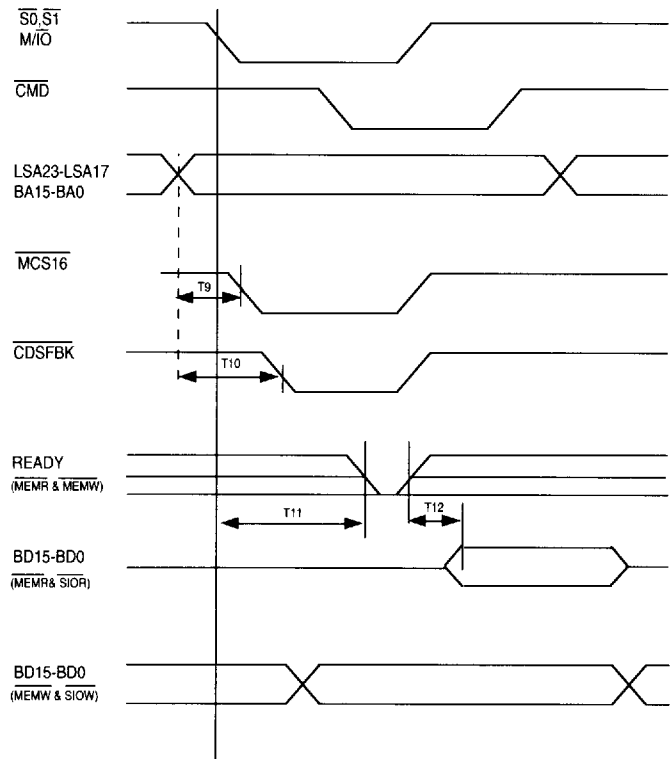 S0,S1
M/IO
CMD
LSA23-LSA17
BA15-BA0
MCS16
T9
CDSFBK
T10
READY
(MEMR & MEMW)
T11
T12
BD15-BD0
(MEMR& SIOR)
BD15-BD0
(MEMW & SIOW)